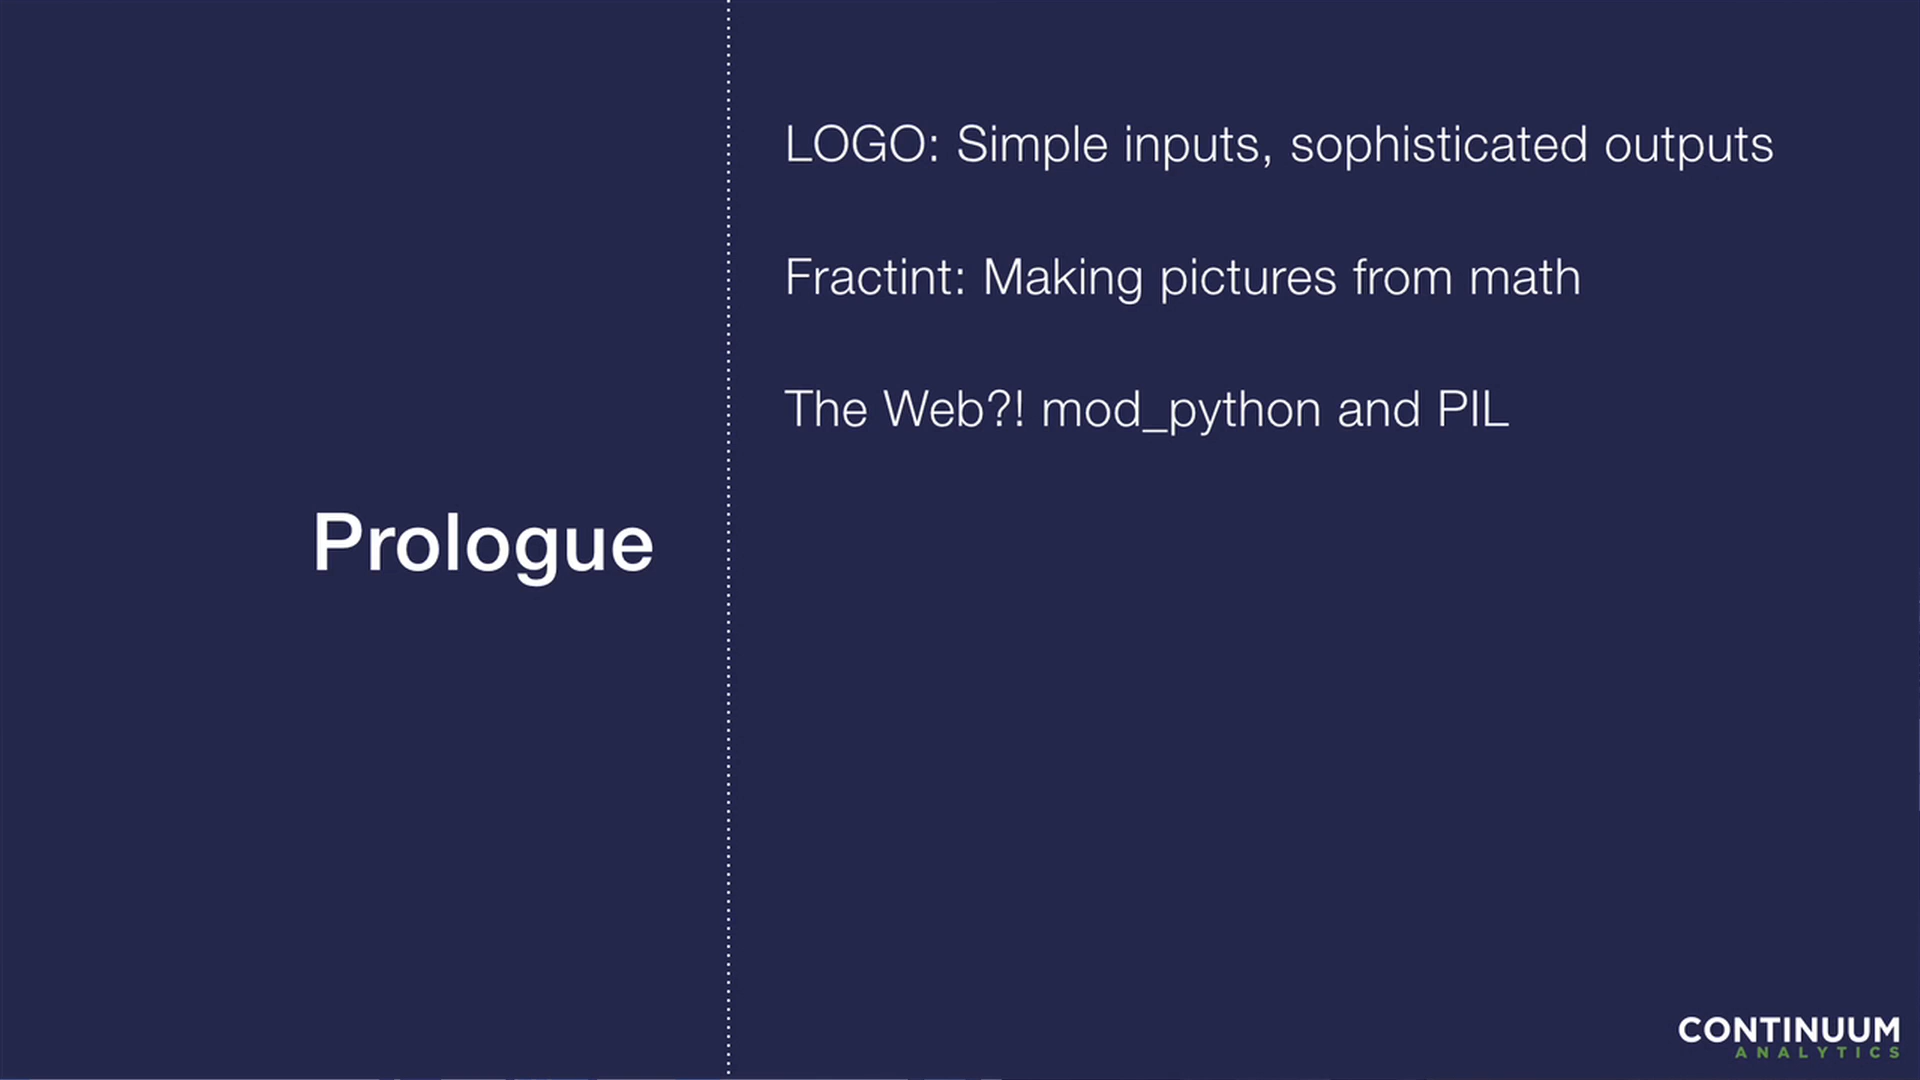 Prologue
LOGO: Simple inputs, sophisticated outputs
Fractint: Making pictures from math
The Web?! mod_python and PIL
CONTINUUM
ANALYTICS